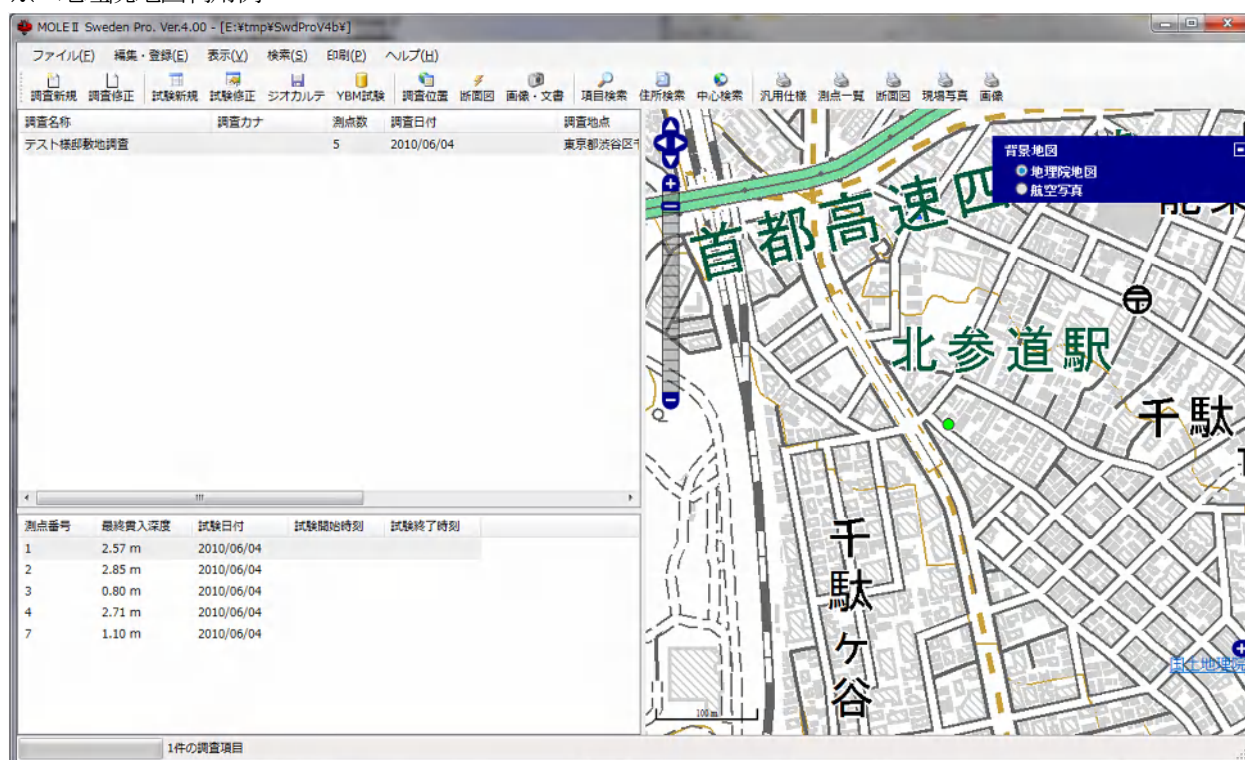 MOLEⅡ Sweden Pro. Ver.4.00 - [E:¥tmp¥SwdProV4b¥]
ファイル(F) 編集・登録(E) 表示(V) 検索(S) 印刷(P) ヘルプ(H)
調査新規 調査修正 試験新規 試験修正 ジオカルテ YBM試験 調査位置 断面図 画像・文書 項目検索 住所検索 中心検索 汎用仕様 測点一覧 断面図 現場写真 画像
調査名称 調査カナ 測点数 調査日付 調査地点
テスト様邸敷地調査 5 2010/06/04 東京都渋谷区
背景地図
地理院地図
航空写真
首都高速四
北参道駅
千駄
千駄ケ谷
100 m
国土地理院
測点番号 最終貫入深度 試験日付 試験開始時刻 試験終了時刻
1 2.57 m 2010/06/04
2 2.85 m 2010/06/04
3 0.80 m 2010/06/04
4 2.71 m 2010/06/04
7 1.10 m 2010/06/04
1件の調査項目